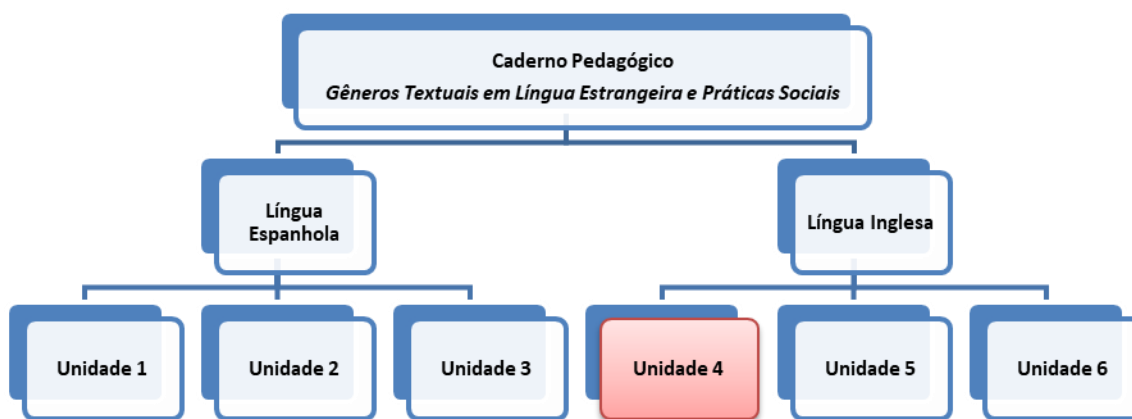 Caderno Pedagógico
Gêneros Textuais em Língua Estrangeira e Práticas Sociais
Língua
Espanhola
Língua Inglesa
Unidade 1
Unidade 2
Unidade 3
Unidade 4
Unidade 5
Unidade 6